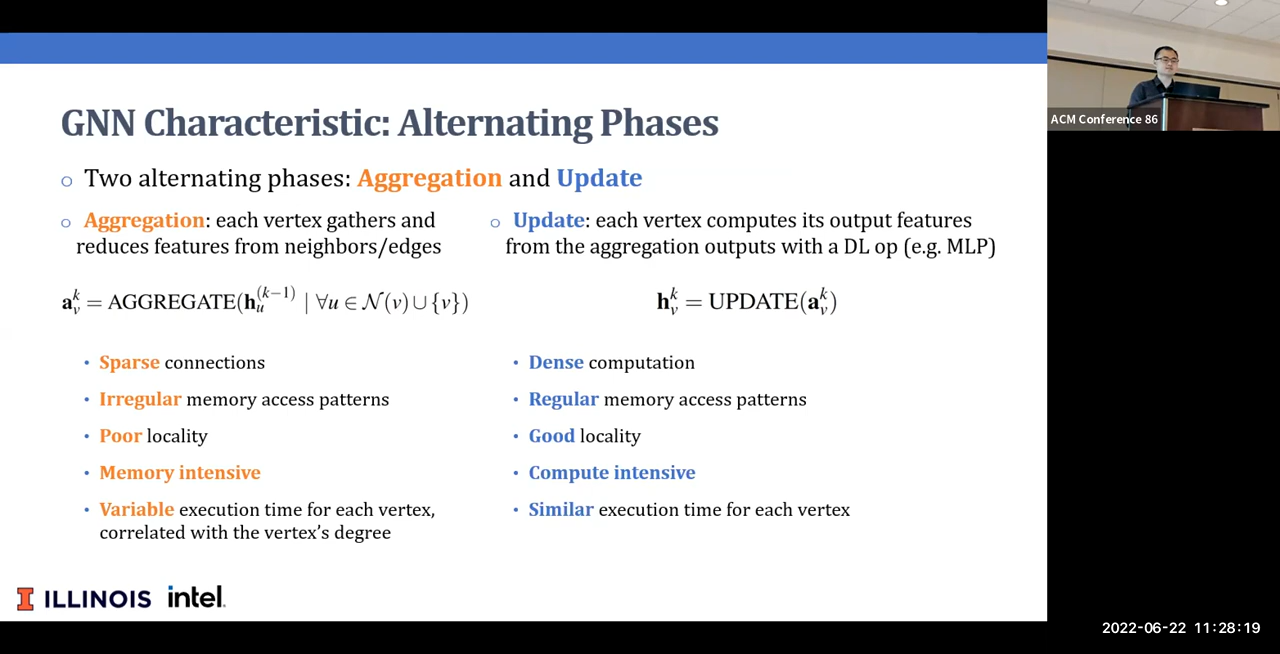 GNN Characteristic: Alternating Phases
ACM Conference 86
○ Two alternating phases: Aggregation and Update
○ Aggregation: each vertex gathers and
reduces features from neighbors/edges
○ Update: each vertex computes its output features
from the aggregation outputs with a DL op (e.g. MLP)
a_v^k = AGGREGATE(h_u^(k−1) | ∀u ∈ 𝒩(v) ∪ {v})
h_v^k = UPDATE(a_v^k)
• Sparse connections
• Irregular memory access patterns
• Poor locality
• Memory intensive
• Variable execution time for each vertex,
correlated with the vertex's degree
• Dense computation
• Regular memory access patterns
• Good locality
• Compute intensive
• Similar execution time for each vertex
I ILLINOIS intel.
2022-06-22 11:28:19